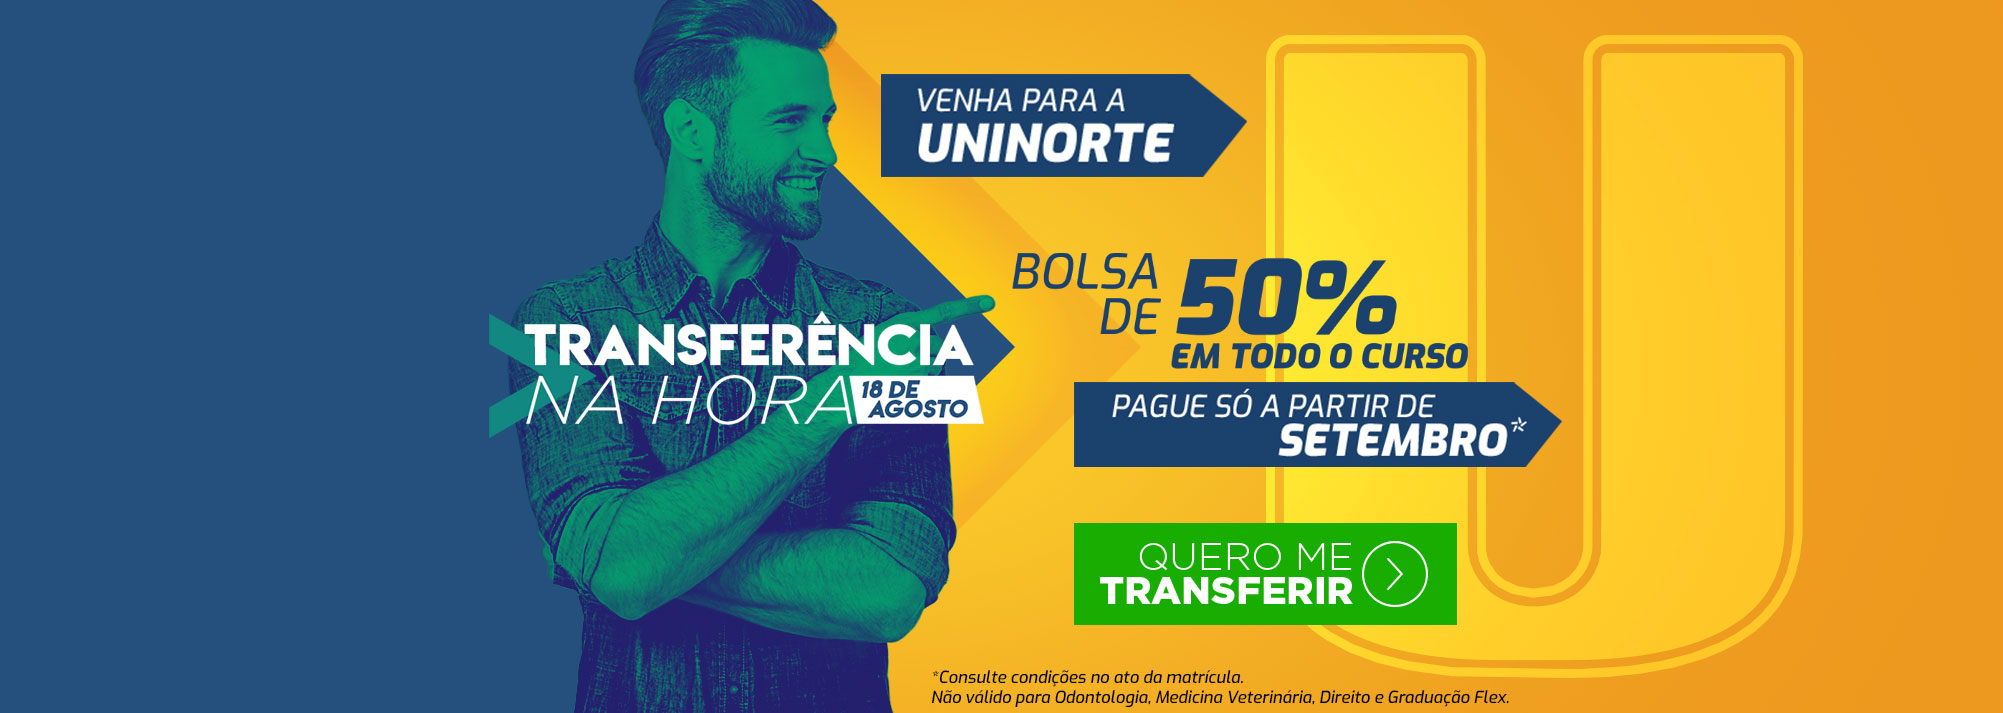 VENHA PARA A
UNINORTE
BOLSA
DE 50%
EM TODO O CURSO
TRANSFERÊNCIA
NA HORA 18 DE
AGOSTO
PAGUE SÓ A PARTIR DE
SETEMBRO*
QUERO ME
TRANSFERIR
*Consulte condições no ato da matrícula.
Não válido para Odontologia, Medicina Veterinária, Direito e Graduação Flex.
U